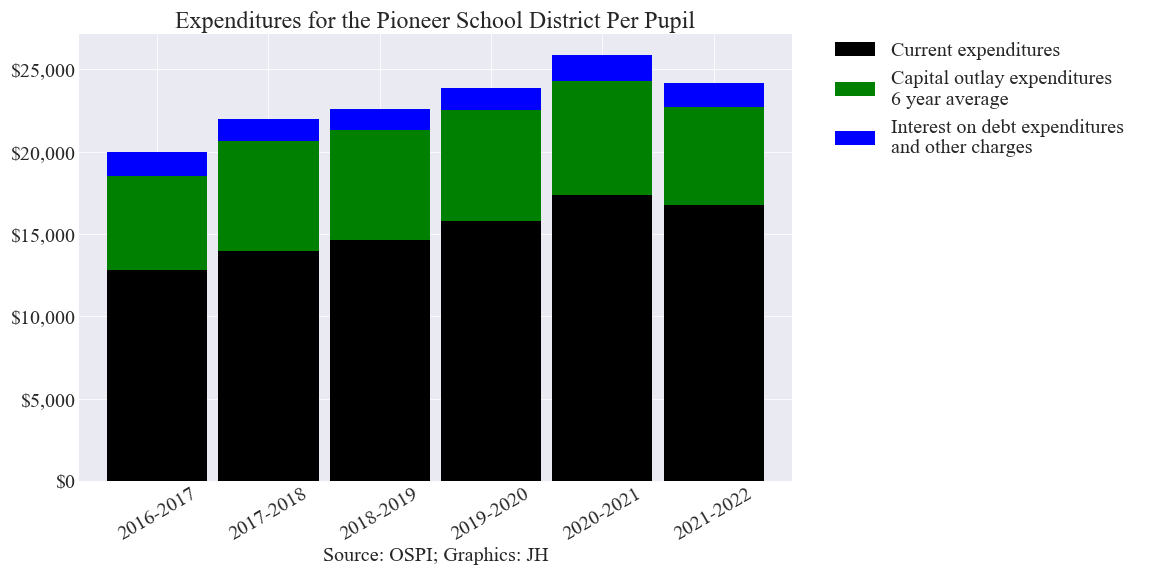 Expenditures for the Pioneer School District Per Pupil
Current expenditures
Capital outlay expenditures
6 year average
Interest on debt expenditures
and other charges
$25,000
$20,000
$15,000
$10,000
$5,000
$0
2016-2017
2017-2018
2018-2019
2019-2020
2020-2021
2021-2022
Source: OSPI; Graphics: JH